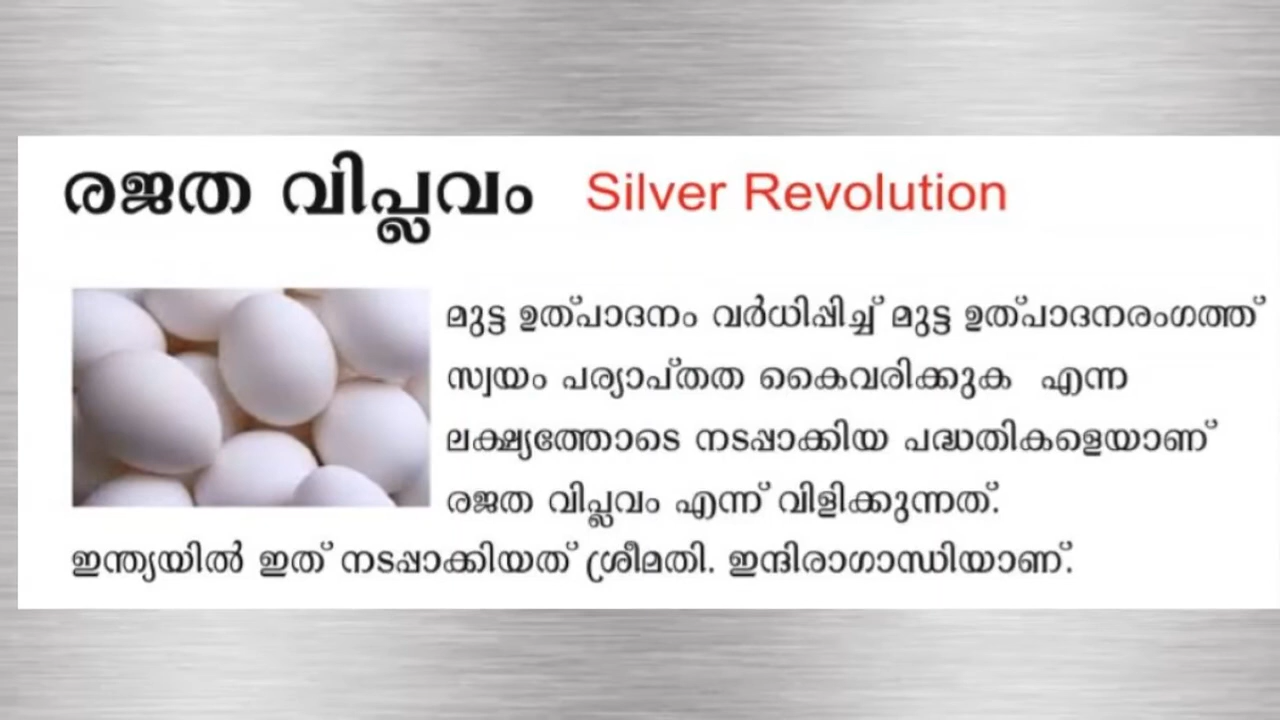 രജത വിപ്ലവം Silver Revolution
മുട്ട ഉത്പാദനം വർധിപ്പിച്ച് മുട്ട ഉത്പാദനരംഗത്ത്
സ്വയം പര്യാപ്തത കൈവരിക്കുക എന്ന
ലക്ഷ്യത്തോടെ നടപ്പാക്കിയ പദ്ധതികളെയാണ്
രജത വിപ്ലവം എന്ന് വിളിക്കുന്നത്.
ഇന്ത്യയിൽ ഇത് നടപ്പാക്കിയത് ശ്രീമതി. ഇന്ദിരാഗാന്ധിയാണ്.